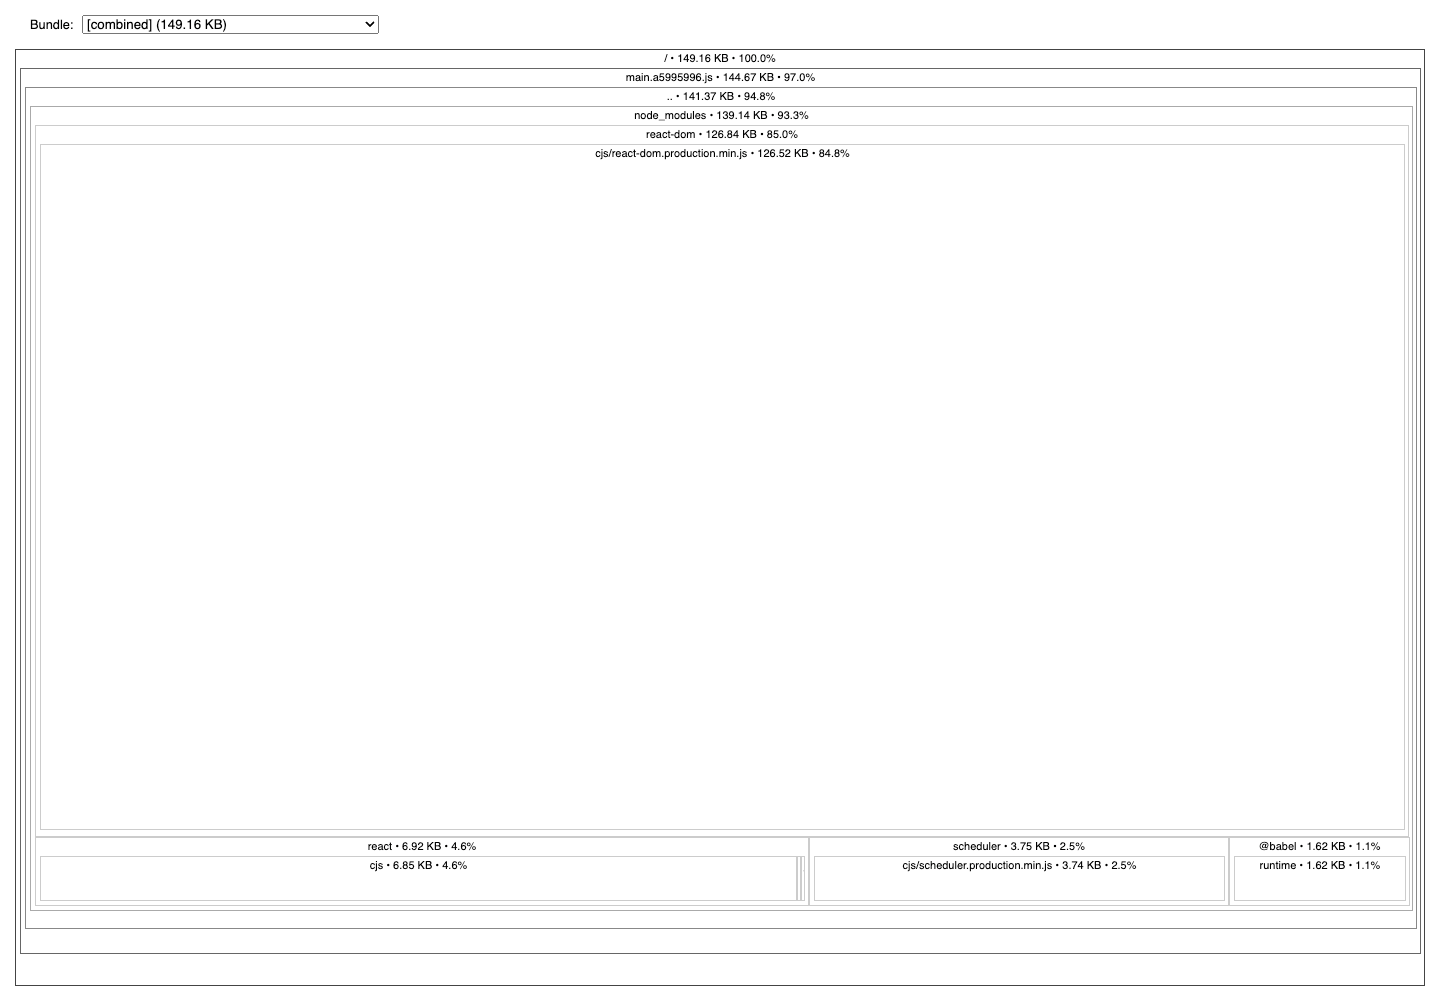 Bundle: [combined] (149.16 KB)
/ • 149.16 KB • 100.0%
main.a5995996.js • 144.67 KB • 97.0%
.. • 141.37 KB • 94.8%
node_modules • 139.14 KB • 93.3%
react-dom • 126.84 KB • 85.0%
cjs/react-dom.production.min.js • 126.52 KB • 84.8%
react • 6.92 KB • 4.6%
cjs • 6.85 KB • 4.6%
scheduler • 3.75 KB • 2.5%
cjs/scheduler.production.min.js • 3.74 KB • 2.5%
@babel • 1.62 KB • 1.1%
runtime • 1.62 KB • 1.1%